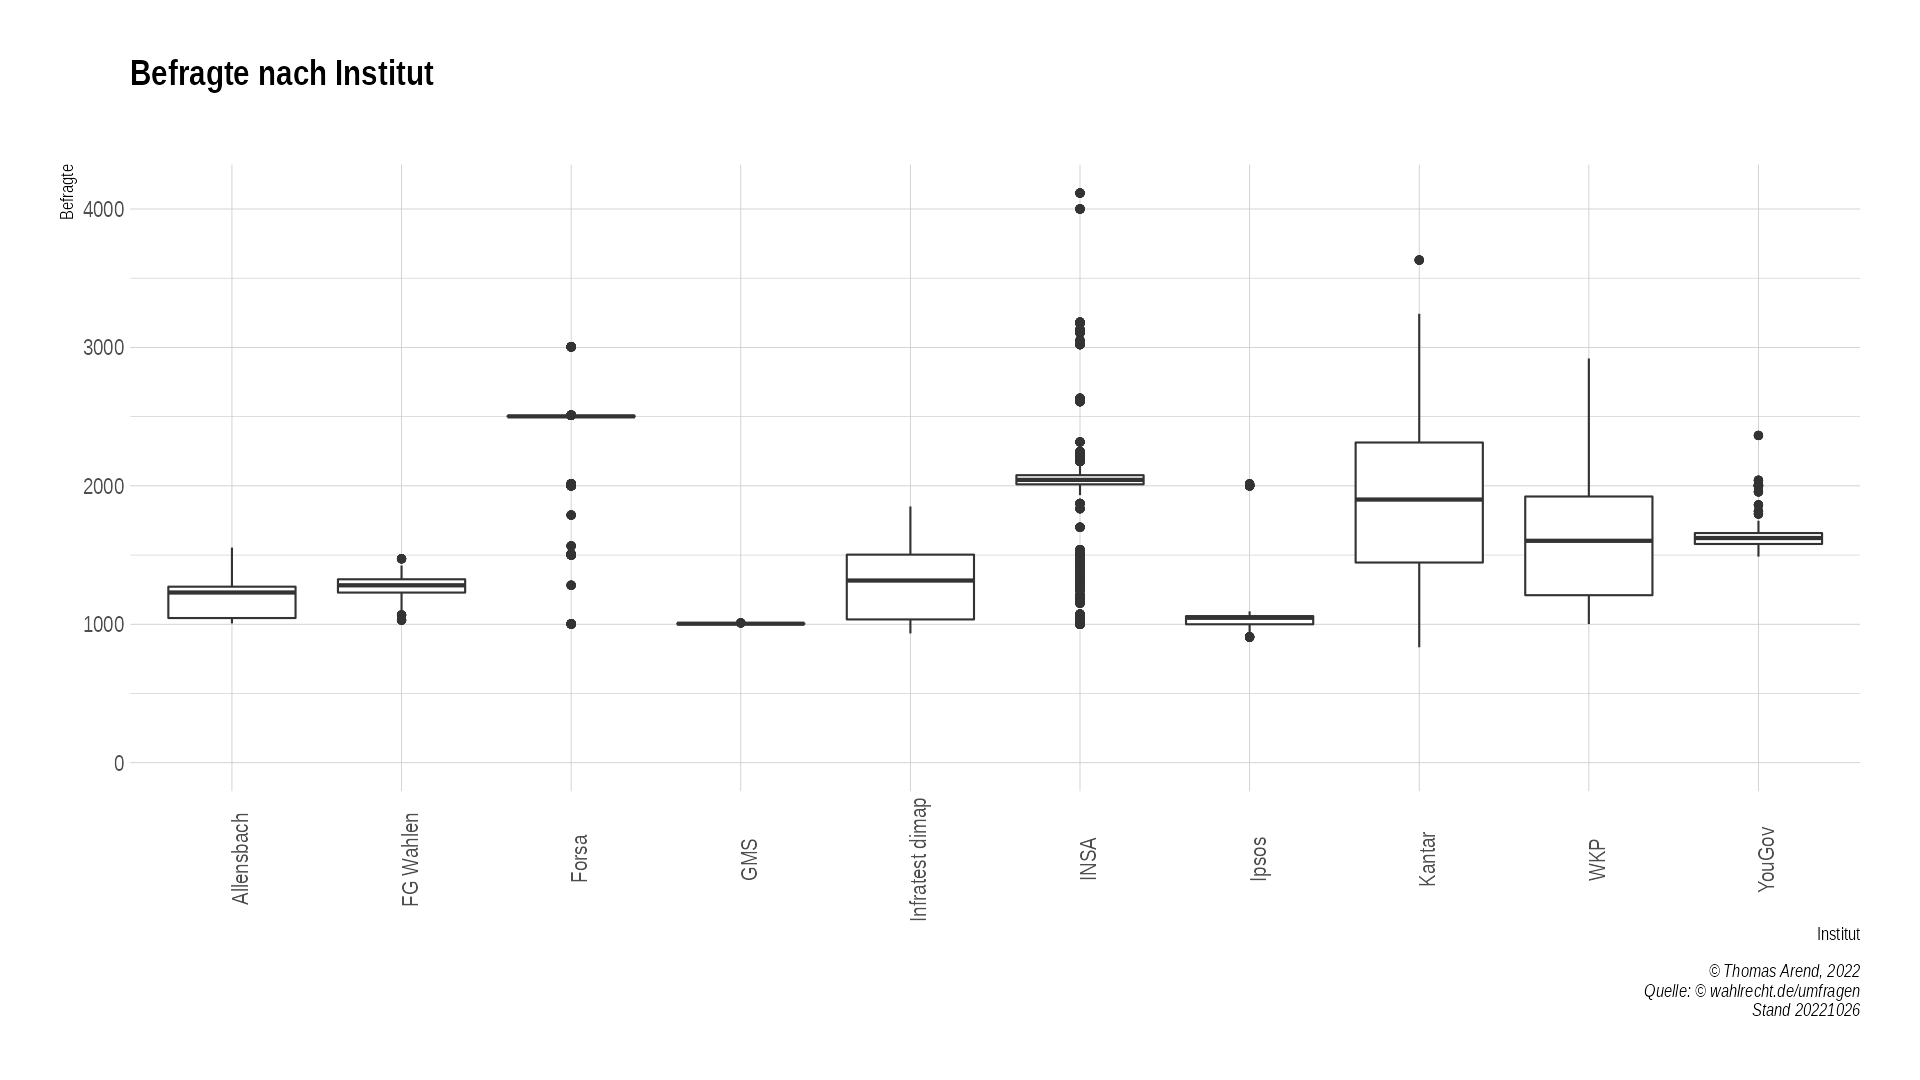 Befragte nach Institut
Befragte
4000
3000
2000
1000
0
Allensbach
FG Wahlen
Forsa
GMS
Infratest dimap
INSA
Ipsos
Kantar
WKP
YouGov
Institut
© Thomas Arend, 2022
Quelle: © wahlrecht.de/umfragen
Stand 20221026